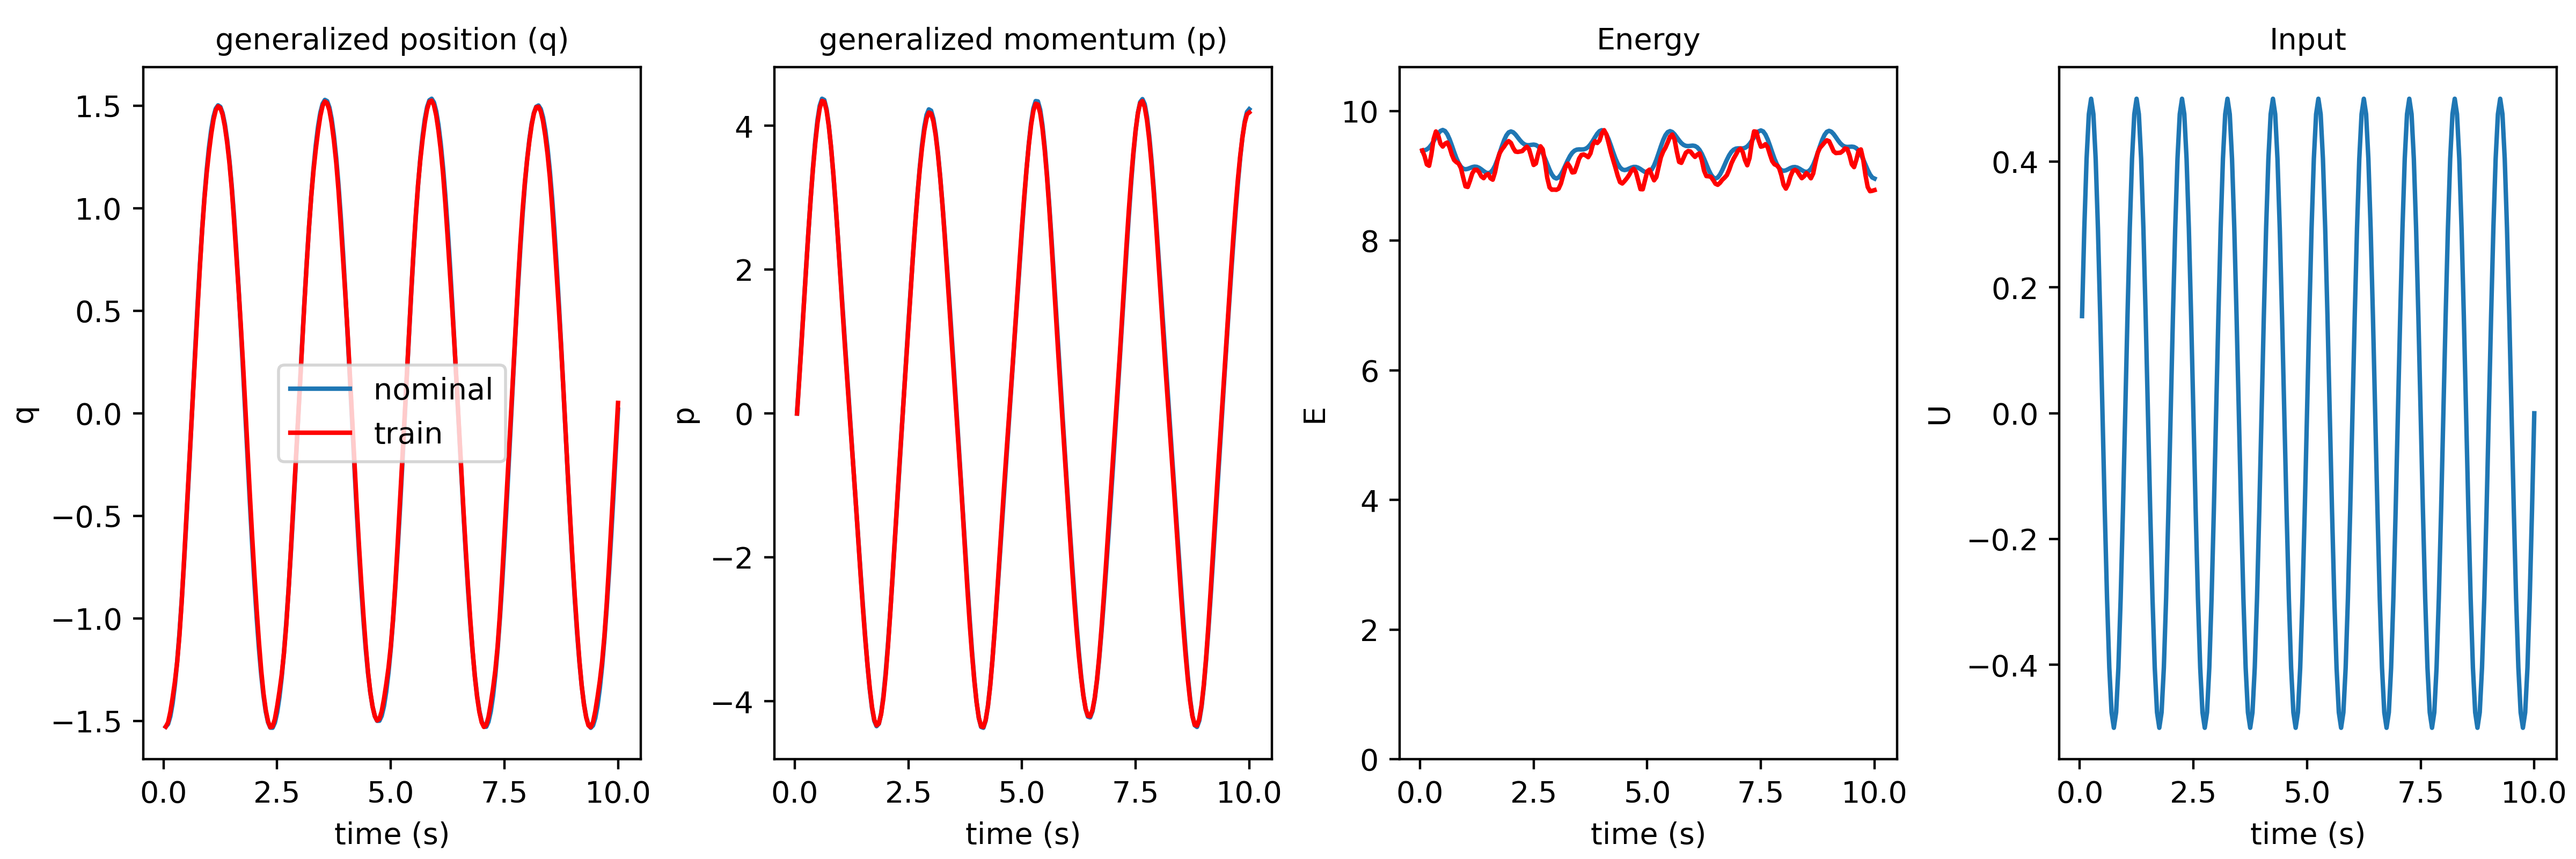 generalized position (q)
generalized momentum (p)
Energy
Input
1.5
1.0
0.5
0.0
−0.5
−1.0
−1.5
q
nominal
train
0.0 2.5 5.0 7.5 10.0
time (s)
4
2
0
−2
−4
p
0.0 2.5 5.0 7.5 10.0
time (s)
10
8
6
4
2
0
E
0.0 2.5 5.0 7.5 10.0
time (s)
0.4
0.2
0.0
−0.2
−0.4
U
0.0 2.5 5.0 7.5 10.0
time (s)